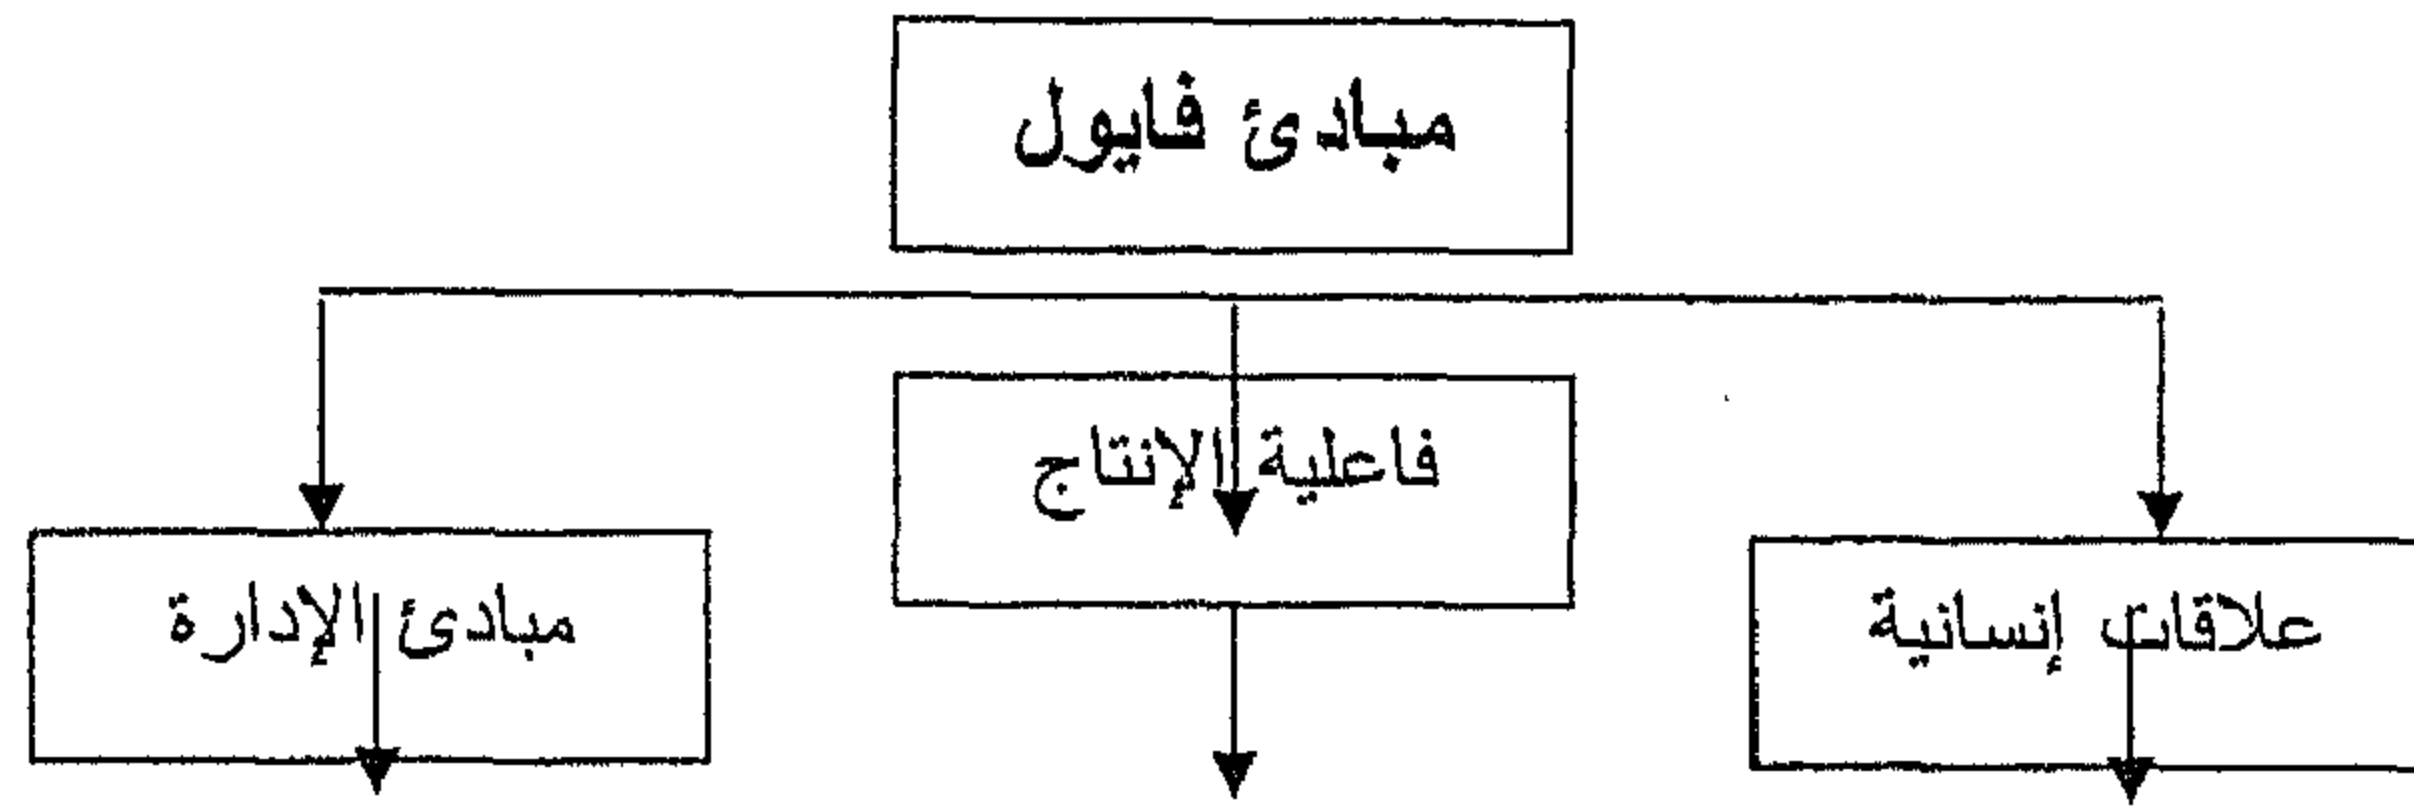 مبادئ فايول
فاعلية الإنتاج
علاقات إنسانية
مبادئ الإدارة